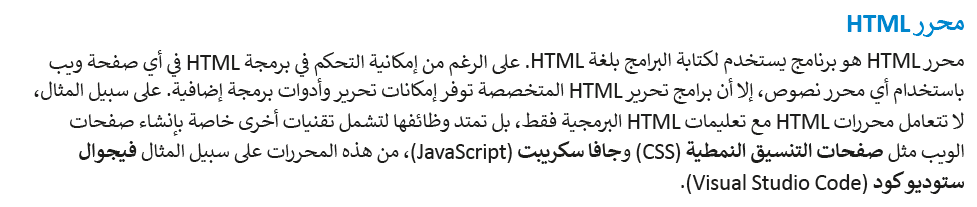 محرر HTML
محرر HTML هو برنامج يستخدم لكتابة البرامج بلغة HTML. على الرغم من إمكانية التحكم في برمجة HTML في أي صفحة ويب
باستخدام أي محرر نصوص، إلا أن برامج تحرير HTML المتخصصة توفر إمكانات تحرير وأدوات برمجة إضافية. على سبيل المثال،
لا تتعامل محررات HTML مع تعليمات HTML البرمجية فقط، بل تمتد وظائفها لتشمل تقنيات أخرى خاصة بإنشاء صفحات
الويب مثل صفحات التنسيق النمطية (CSS) وجافا سكريبت (JavaScript)، من هذه المحررات على سبيل المثال فيجوال
ستوديو كود (Visual Studio Code).